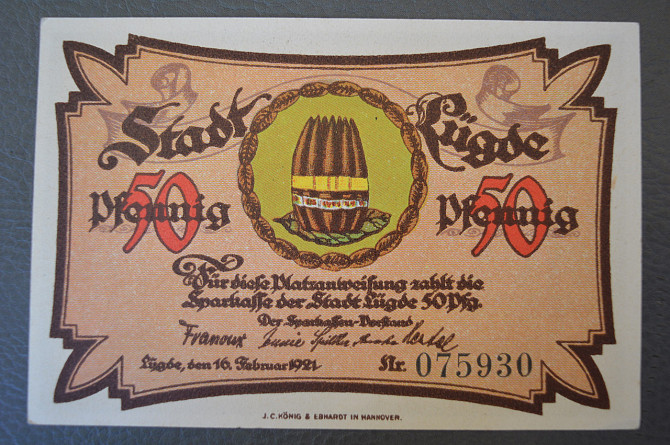 Stadt Lügde
50 Pfennig
50 Pfennig
Für diese Platzanweisung zahlt die
Sparkasse der Stadt Lügde 50 Pfg.
Der Sparkassen-Vorstand
Lügde, den 16. Februar 1921 Nr. 075930
J.C. KÖNIG & EBHARDT IN HANNOVER.